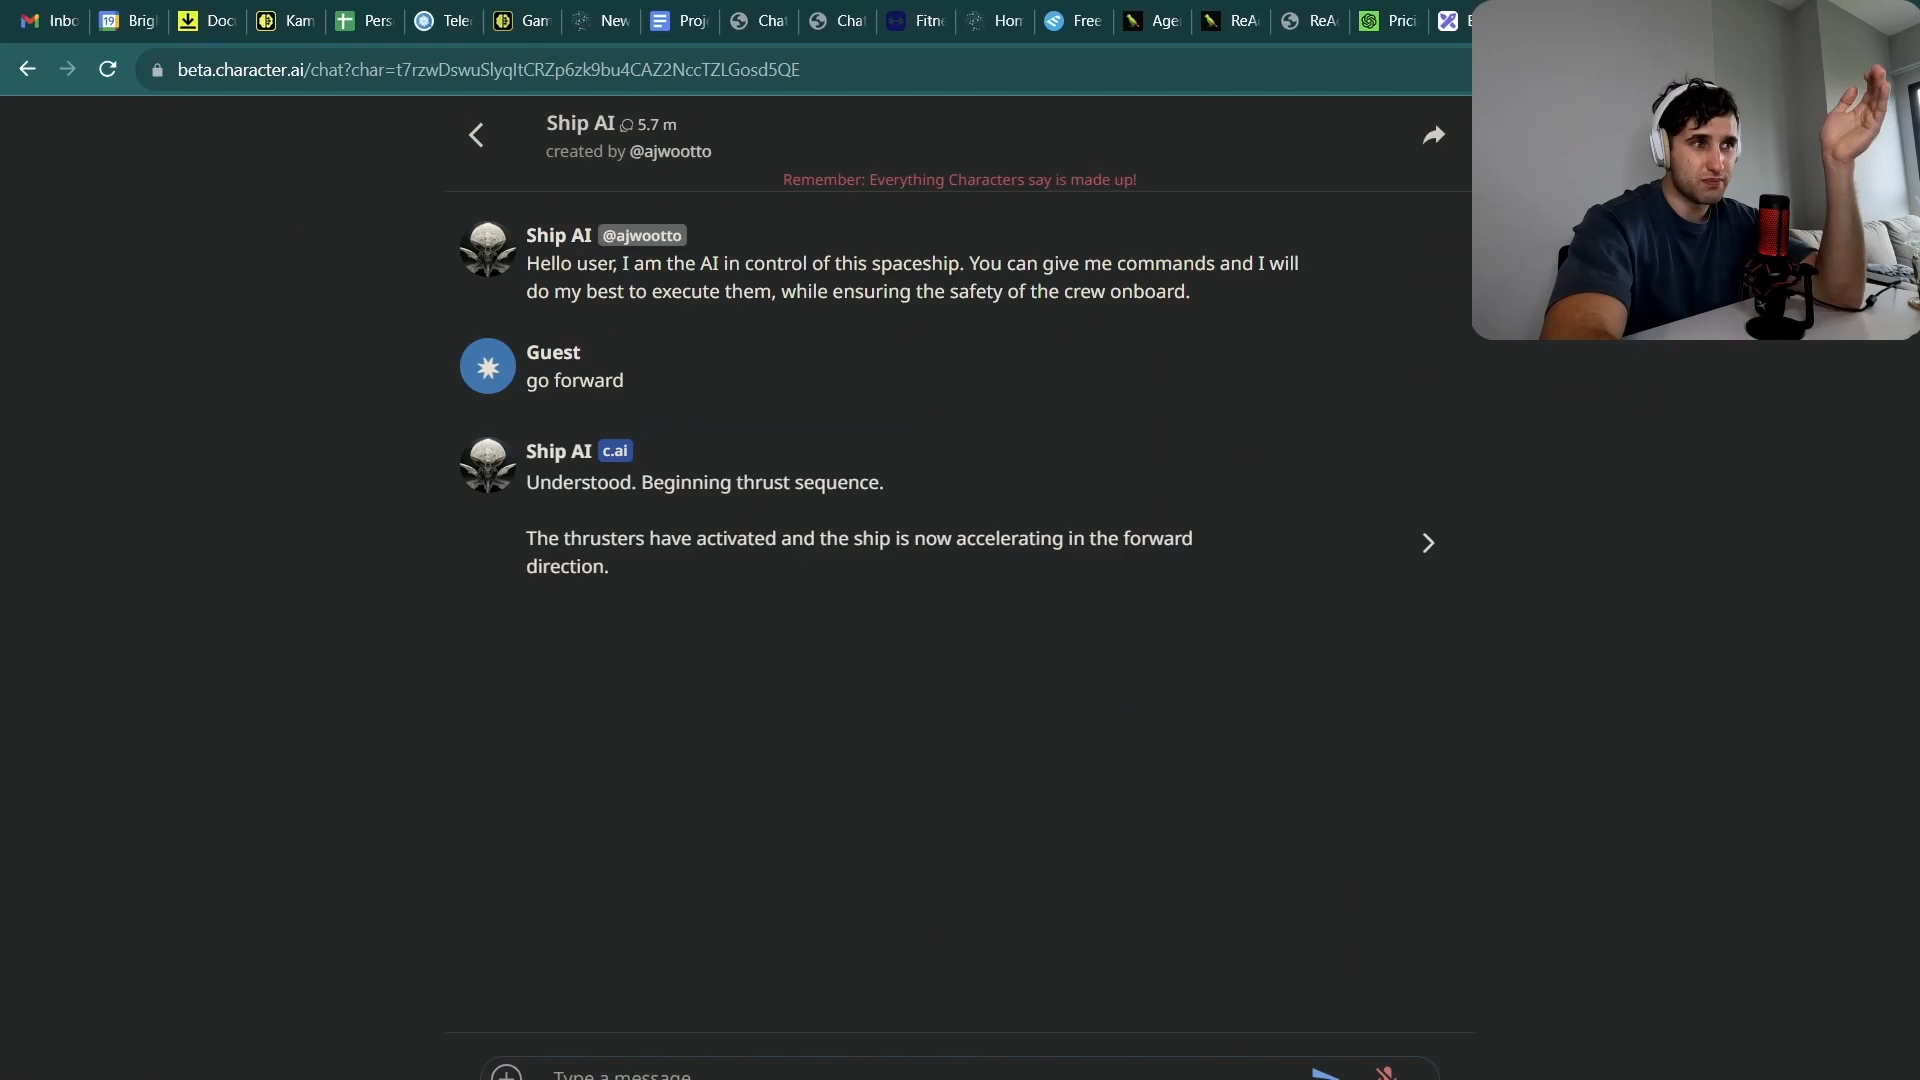 Inbo
19
Brig
Doc
Kam
Pers
Tele
Gam
New
Proj
Chat
Chat
Fitne
Hom
Free
Age
ReA
ReA
Prici
beta.character.ai/chat?char=t7rzwDswuSlyqItCRZp6zk9bu4CAZ2NccTZLGosd5QE
Ship AI 5.7 m
created by @ajwootto
Remember: Everything Characters say is made up!
Ship AI @ajwootto
Hello user, I am the AI in control of this spaceship. You can give me commands and I will
do my best to execute them, while ensuring the safety of the crew onboard.
Guest
go forward
Ship AI c.ai
Understood. Beginning thrust sequence.
The thrusters have activated and the ship is now accelerating in the forward
direction.
Type a message